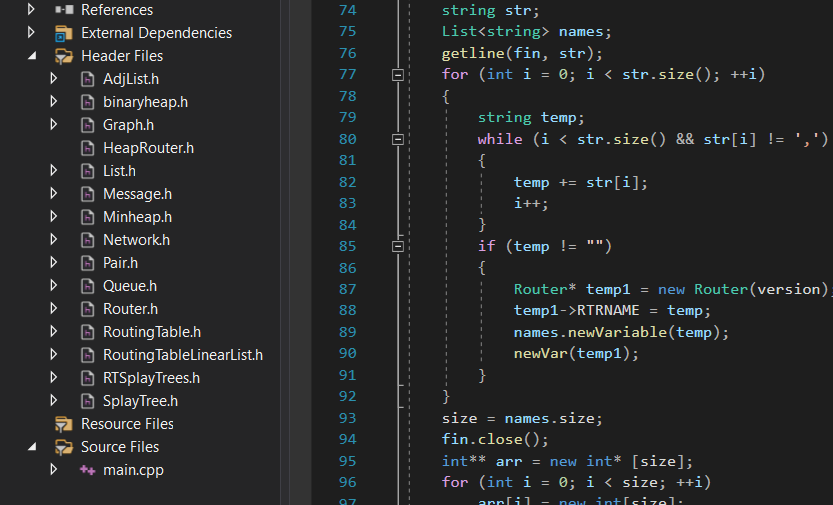 References
External Dependencies
Header Files
AdjList.h
binaryheap.h
Graph.h
HeapRouter.h
List.h
Message.h
Minheap.h
Network.h
Pair.h
Queue.h
Router.h
RoutingTable.h
RoutingTableLinearList.h
RTSplayTrees.h
SplayTree.h
Resource Files
Source Files
main.cpp
74 string str;
75 List<string> names;
76 getline(fin, str);
77 for (int i = 0; i < str.size(); ++i)
78 {
79 string temp;
80 while (i < str.size() && str[i] != ',')
81 {
82 temp += str[i];
83 i++;
84 }
85 if (temp != "")
86 {
87 Router* temp1 = new Router(version);
88 temp1->RTRNAME = temp;
89 names.newVariable(temp);
90 newVar(temp1);
91 }
92 }
93 size = names.size;
94 fin.close();
95 int** arr = new int* [size];
96 for (int i = 0; i < size; ++i)
97 arr[i] = new int[size];